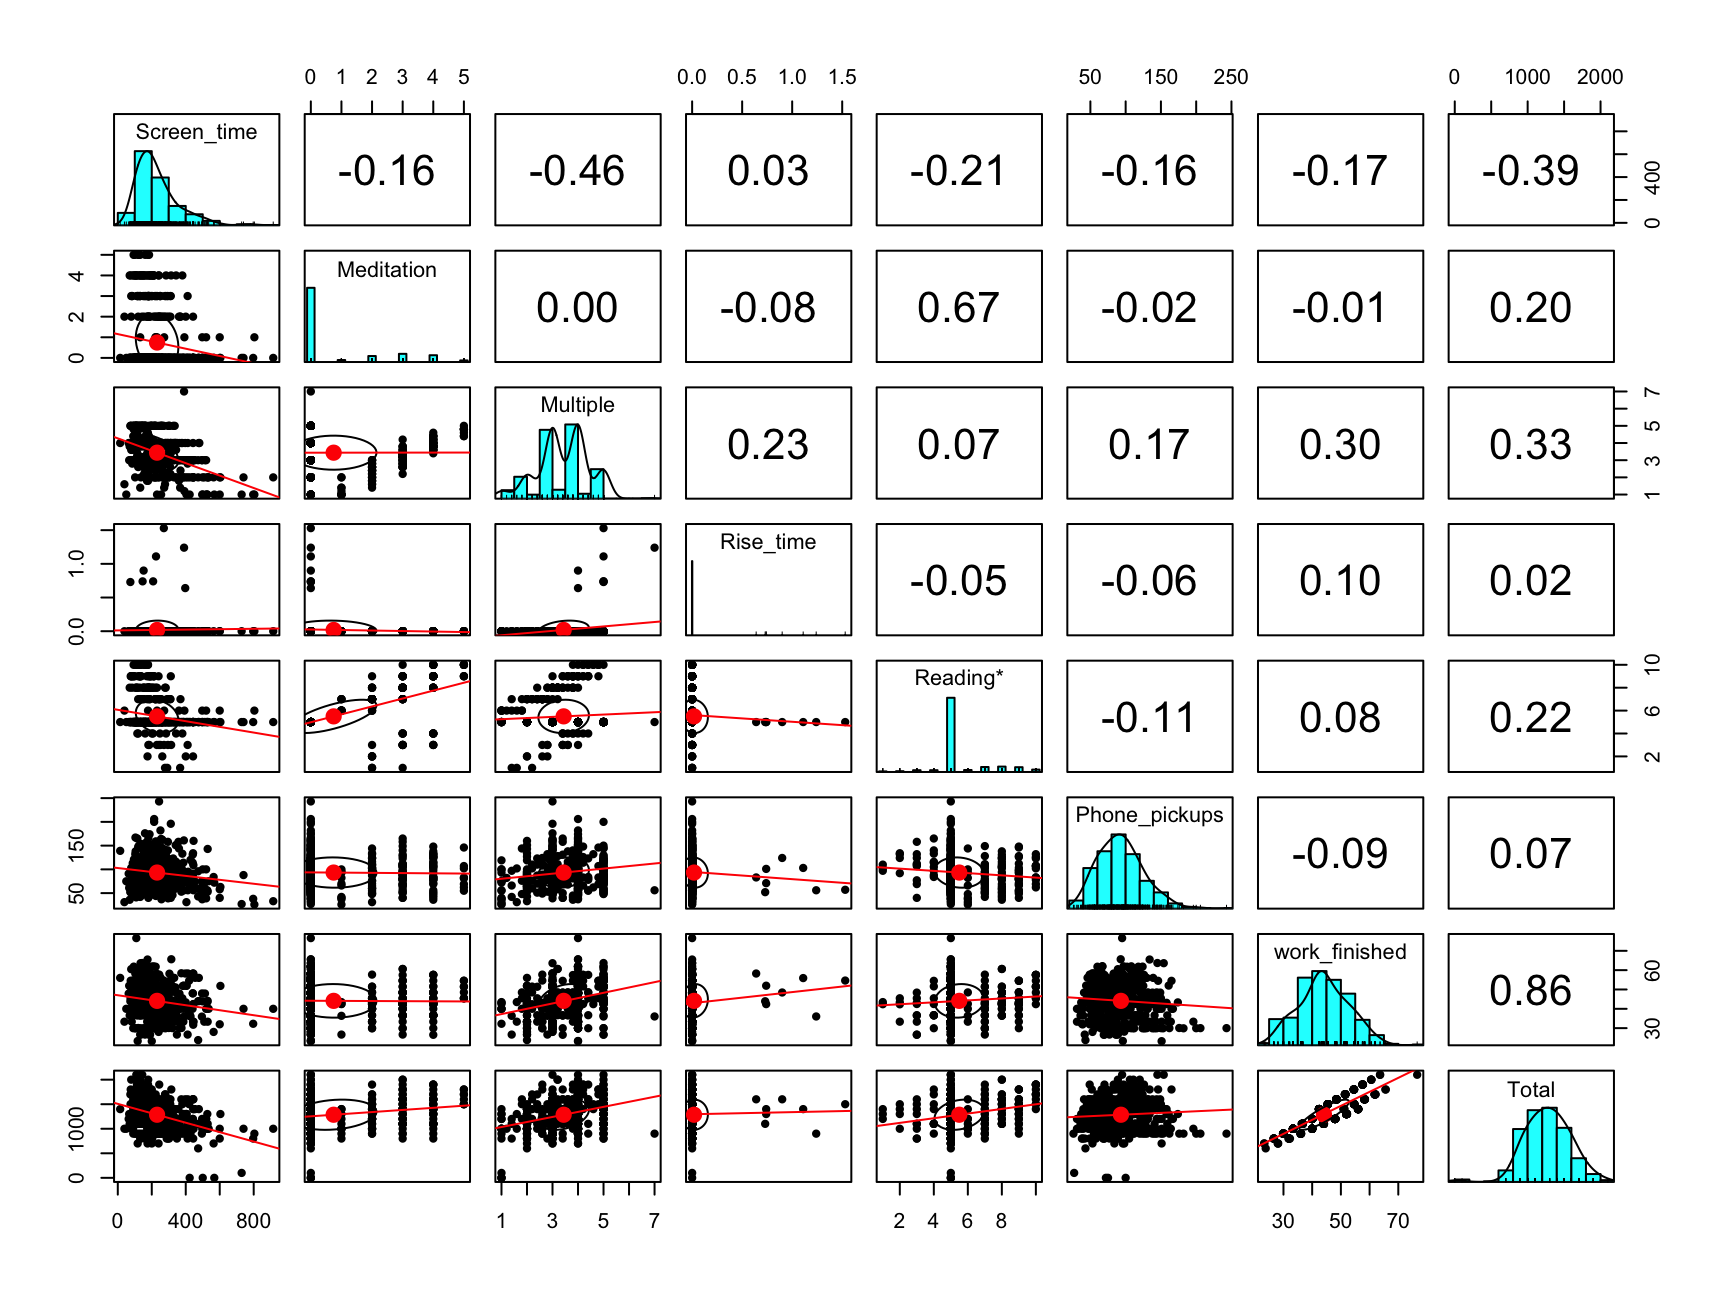 0 1 2 3 4 5 0.0 0.5 1.0 1.5 50 150 250 0 1000 2000
Screen_time -0.16 -0.46 0.03 -0.21 -0.16 -0.17 -0.39 0 400
0 2 4 Meditation 0.00 -0.08 0.67 -0.02 -0.01 0.20
Multiple 0.23 0.07 0.17 0.30 0.33 1 3 5 7
0.0 1.0 Rise_time -0.05 -0.06 0.10 0.02
Reading* -0.11 0.08 0.22 2 6 10
50 150 Phone_pickups -0.09 0.07
work_finished 0.86 30 60
0 1000 Total
0 400 800 1 3 5 7 2 4 6 8 30 50 70